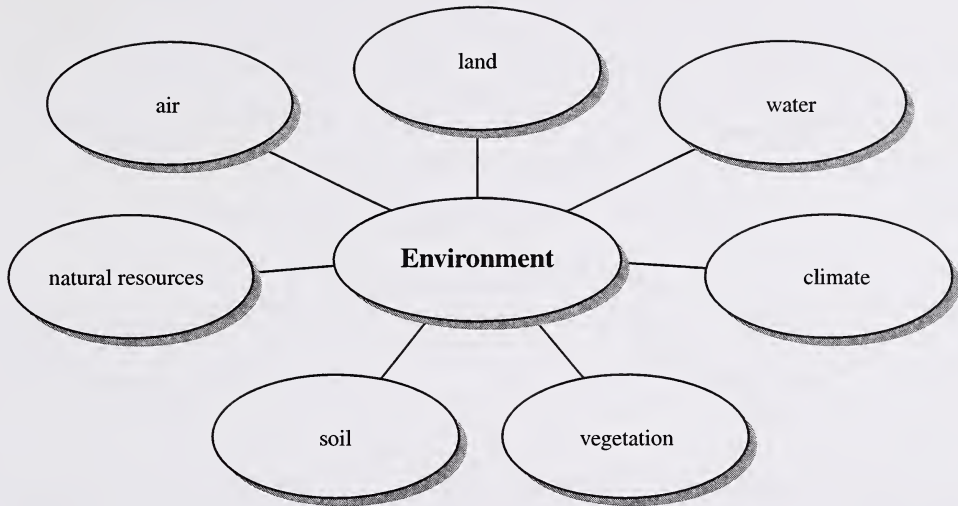 land
air
water
Environment
natural resources
climate
soil
vegetation